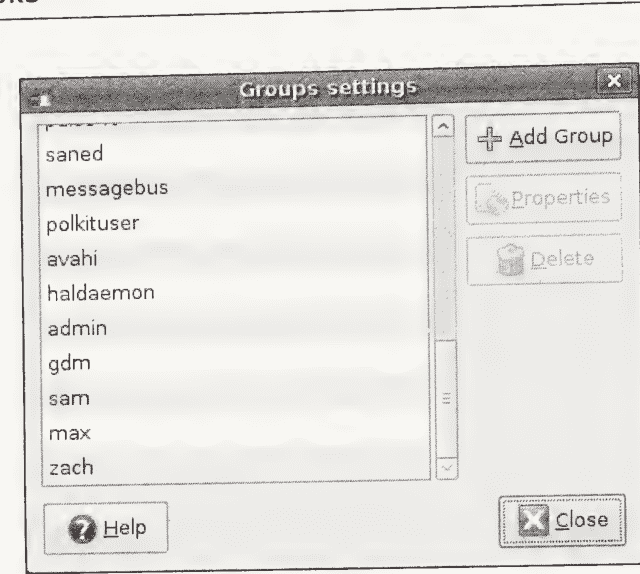 Groups settings
saned
messagebus
polkituser
avahi
haldaemon
admin
gdm
sam
max
zach
Add Group
Properties
Delete
Help
Close